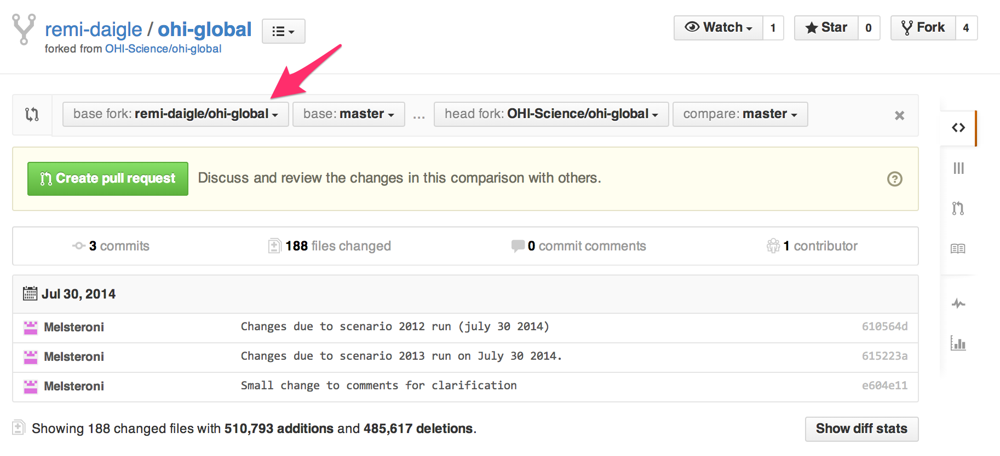 remi-daigle / ohi-global
forked from OHI-Science/ohi-global
Watch 1 Star 0 Fork 4
base fork: remi-daigle/ohi-global base: master ... head fork: OHI-Science/ohi-global compare: master
Create pull request Discuss and review the changes in this comparison with others.
3 commits 188 files changed 0 commit comments 1 contributor
Jul 30, 2014
Melsteroni Changes due to scenario 2012 run (july 30 2014) 610564d
Melsteroni Changes due to scenario 2013 run on July 30 2014. 615223a
Melsteroni Small change to comments for clarification e604e11
Showing 188 changed files with 510,793 additions and 485,617 deletions. Show diff stats